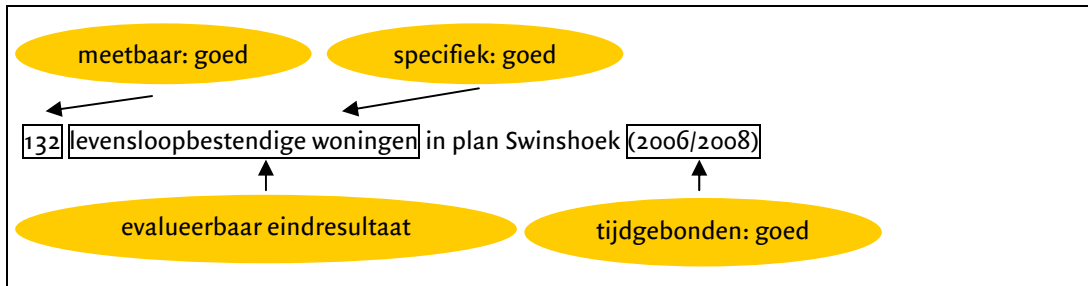 meetbaar: goed specifiek: goed
132 levensloopbestendige woningen in plan Swinshoek (2006/2008)
evalueerbaar eindresultaat tijdgebonden: goed